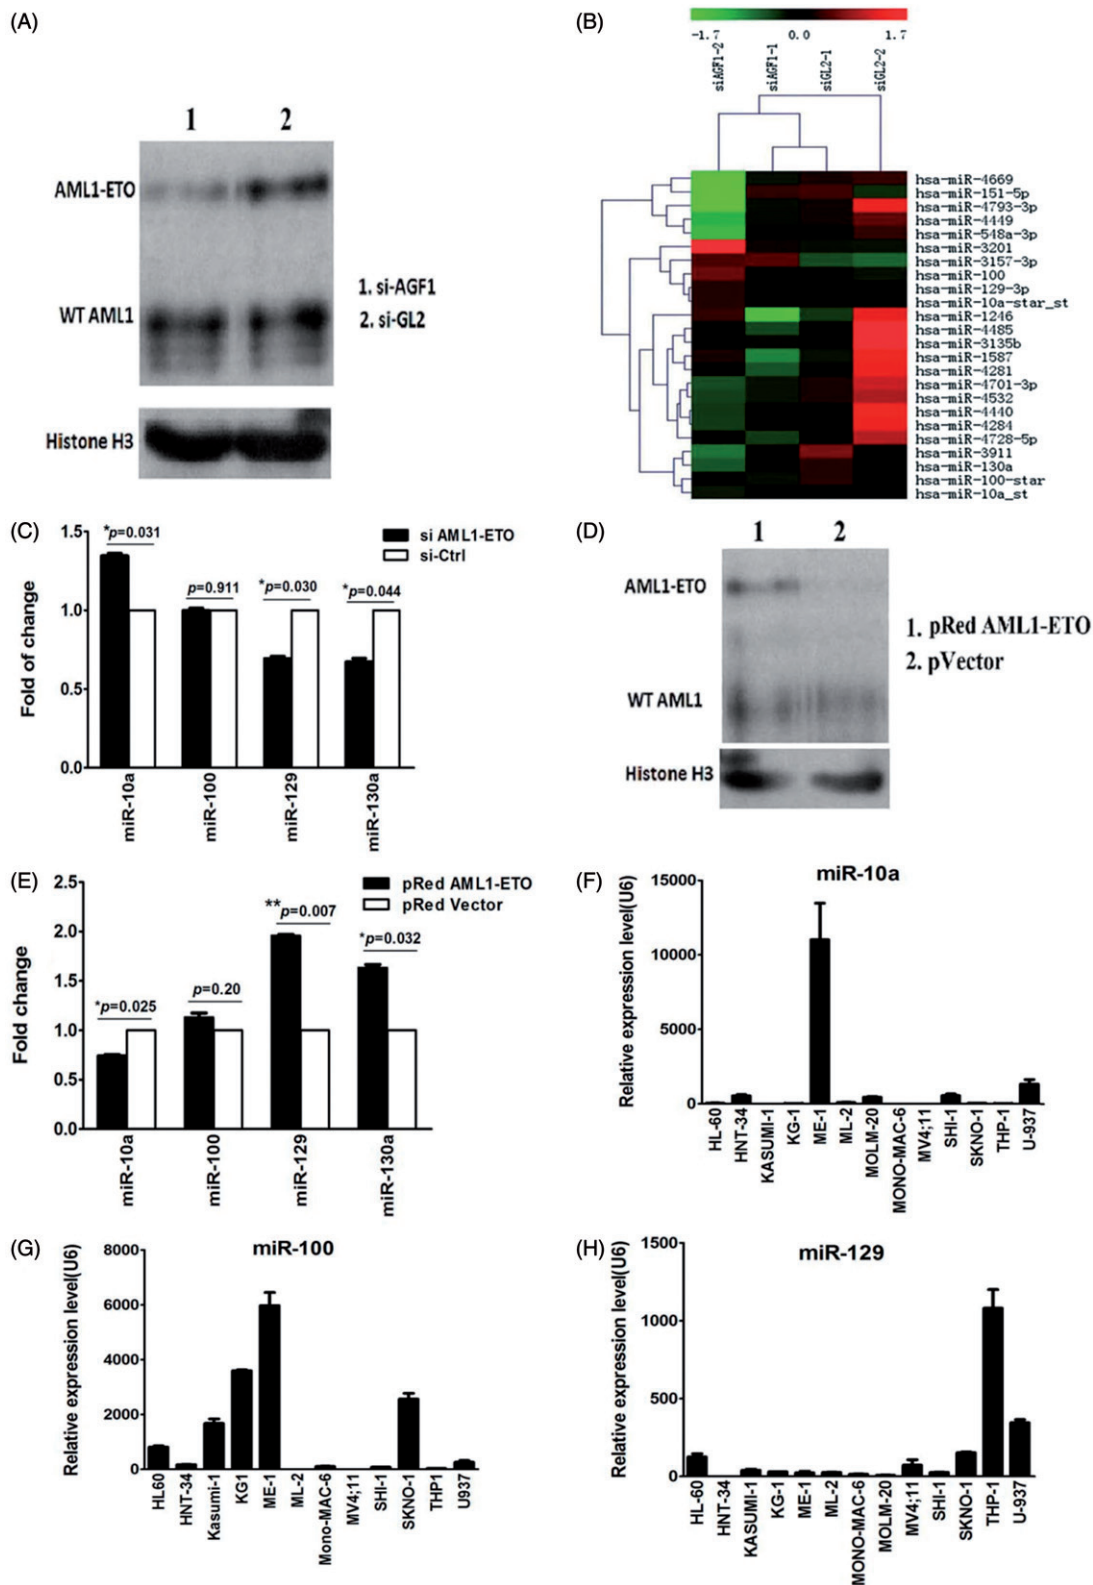 (A)
1 2
AML1-ETO
WT AML1
1. si-AGF1
2. si-GL2
Histone H3
(B)
-1.7 0.0 1.7
siAGF1-2
siAGF1-1
siGL2-1
siGL2-2
hsa-miR-4669
hsa-miR-151-5p
hsa-miR-4793-3p
hsa-miR-4449
hsa-miR-548a-3p
hsa-miR-3201
hsa-miR-3157-3p
hsa-miR-100
hsa-miR-129-3p
hsa-miR-10a-star_st
hsa-miR-1246
hsa-miR-4485
hsa-miR-3135b
hsa-miR-1587
hsa-miR-4281
hsa-miR-4701-3p
hsa-miR-4532
hsa-miR-4440
hsa-miR-4284
hsa-miR-4728-5p
hsa-miR-3911
hsa-miR-130a
hsa-miR-100-star
hsa-miR-10a_st
(C)
Fold of change
1.5
1.0
0.5
0.0
*p=0.031
p=0.911
*p=0.030
*p=0.044
si AML1-ETO
si-Ctrl
miR-10a
miR-100
miR-129
miR-130a
(D)
1 2
AML1-ETO
WT AML1
Histone H3
1. pRed AML1-ETO
2. pVector
(E)
Fold change
2.5
2.0
1.5
1.0
0.5
0.0
*p=0.025
p=0.20
**p=0.007
*p=0.032
pRed AML1-ETO
pRed Vector
miR-10a
miR-100
miR-129
miR-130a
(F)
miR-10a
Relative expression level(U6)
15000
10000
5000
0
HL-60
HNT-34
KASUMI-1
KG-1
ME-1
ML-2
MOLM-20
MONO-MAC-6
MV4;11
SHI-1
SKNO-1
THP-1
U-937
(G)
miR-100
Relative expression level(U6)
8000
6000
4000
2000
0
HL60
HNT-34
Kasumi-1
KG1
ME-1
ML-2
Mono-MAC-6
MV4;11
SHI-1
SKNO-1
THP1
U937
(H)
miR-129
Relative expression level(U6)
1500
1000
500
0
HL-60
HNT-34
KASUMI-1
KG-1
ME-1
ML-2
MONO-MAC-6
MOLM-20
MV4;11
SHI-1
SKNO-1
THP-1
U-937